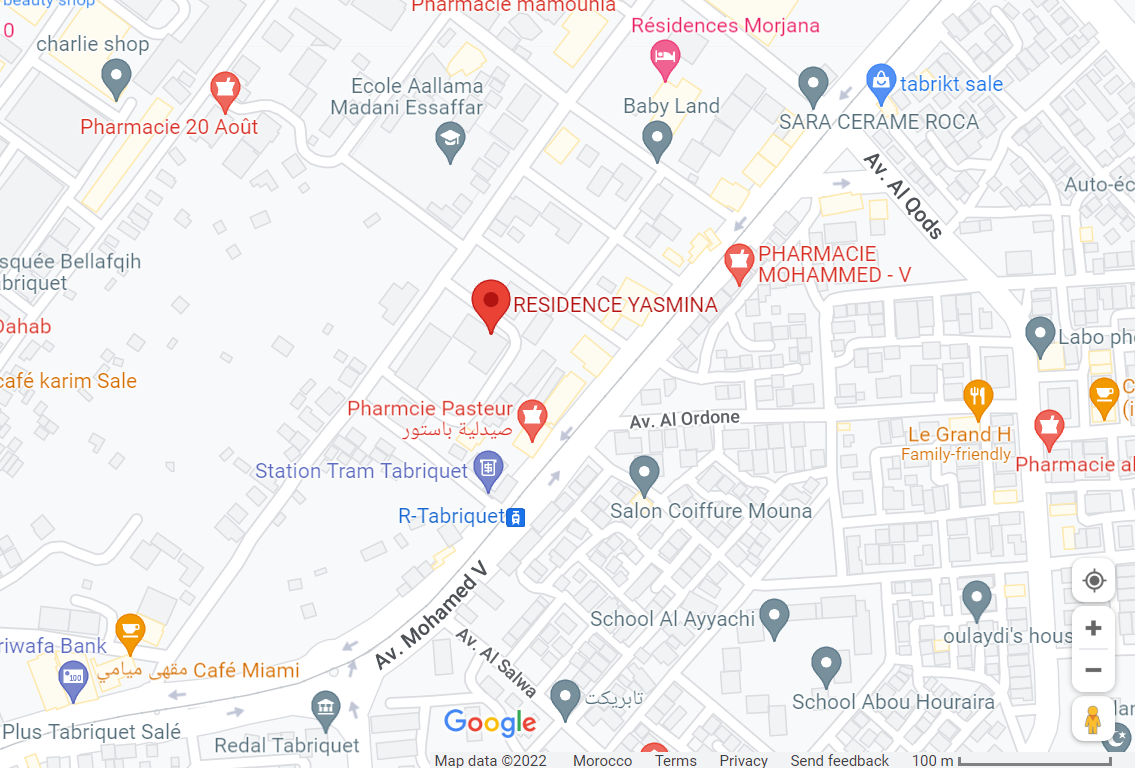 beauty shop
Pharmacie mamounia
0
Résidences Morjana
charlie shop
Ecole Aallama
Madani Essaffar
tabrikt sale
Baby Land
SARA CERAME ROCA
Pharmacie 20 Août
Av. Al Qods
Auto-éc
squée Bellafqih
briquet
PHARMACIE
MOHAMMED - V
RESIDENCE YASMINA
Dahab
Labo pho
café karim Sale
C
(i
Pharmcie Pasteur
صيدلية باستور
Av. Al Ordone
Le Grand H
Family-friendly
Pharmacie al
Station Tram Tabriquet
R-Tabriquet
Salon Coiffure Mouna
Av. Mohamed V
School Al Ayyachi
oulaydi's hous
riwafa Bank
100
مقهى ميامي Café Miami
Av. Al Salwa
تابريكت
School Abou Houraira
Plus Tabriquet Salé
Redal Tabriquet
Google
Map data ©2022 Morocco Terms Privacy Send feedback 100 m